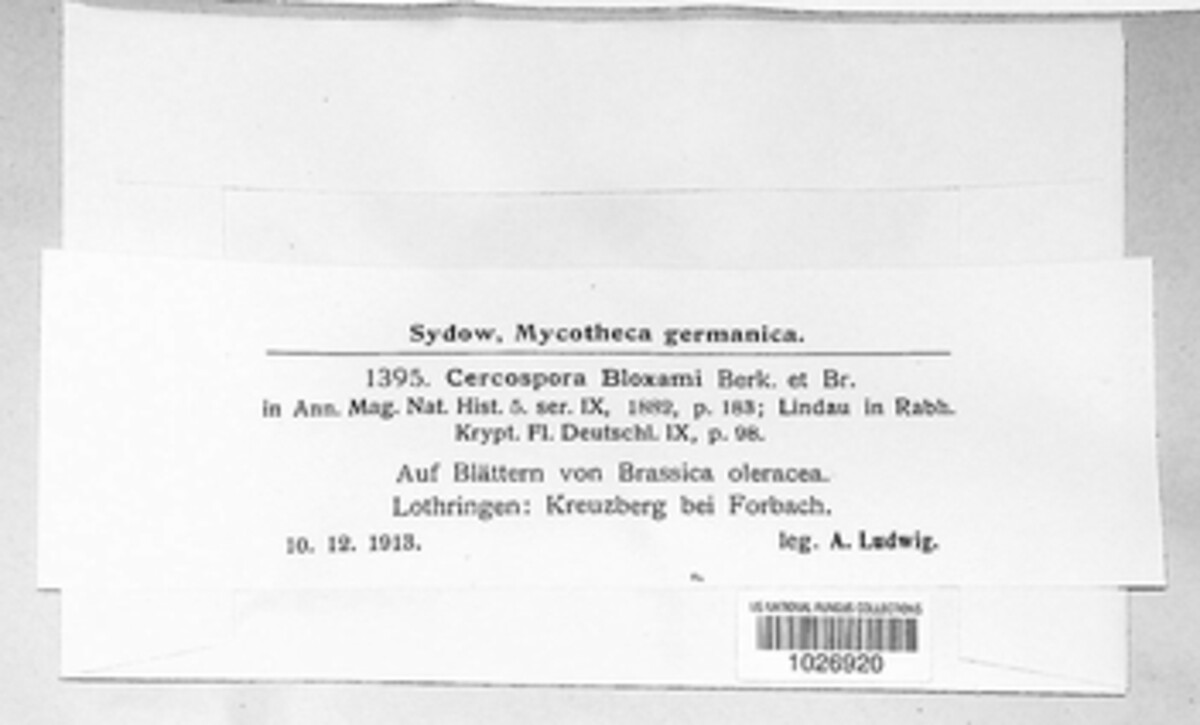 Sydow, Mycotheca germanica.
1395. Cercospora Bloxami Berk. et Br.
in Ann. Mag. Nat. Hist. 5. ser. IX, 1882, p. 183; Lindau in Rabh.
Krypt. Fl. Deutschl. IX, p. 98.
Auf Blättern von Brassica oleracea.
Lothringen: Kreuzberg bei Forbach.
10. 12. 1913. leg. A. Ludwig.
US NATIONAL FUNGUS COLLECTIONS
1026920